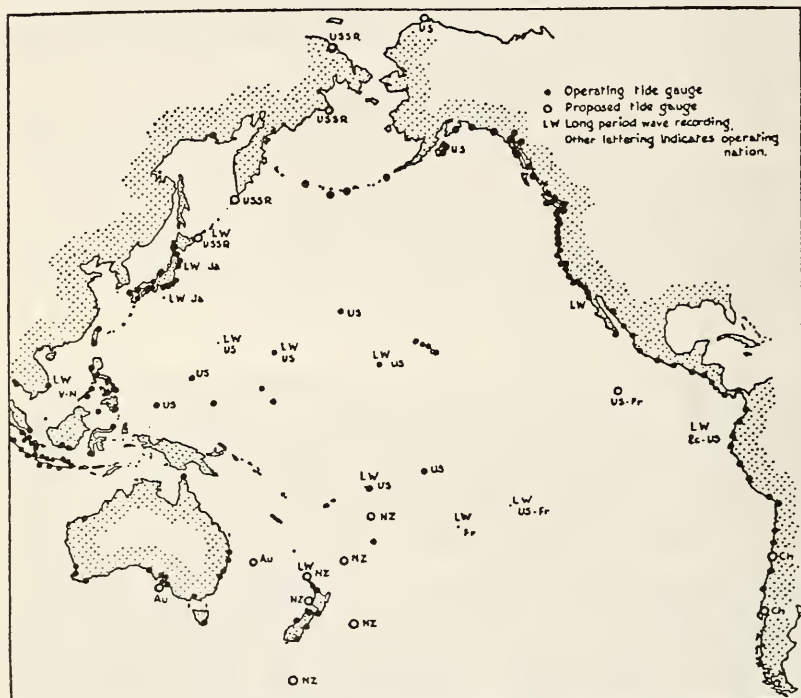 USSR
US
USSR
● Operating tide gauge
○ Proposed tide gauge
LW Long period wave recording.
Other lettering indicates operating
nation.
US
USSR
LW
USSR
LW Ja
LW Ja
LW
US
LW
US
LW
US
LW
US
LW
V-N
US
US
US-Fr
LW
Ec-US
US
LW
US
LW
US-Fr
NZ
LW
Fr
Au
NZ
LW
NZ
Au
NZ
NZ
NZ
Ch
Ch